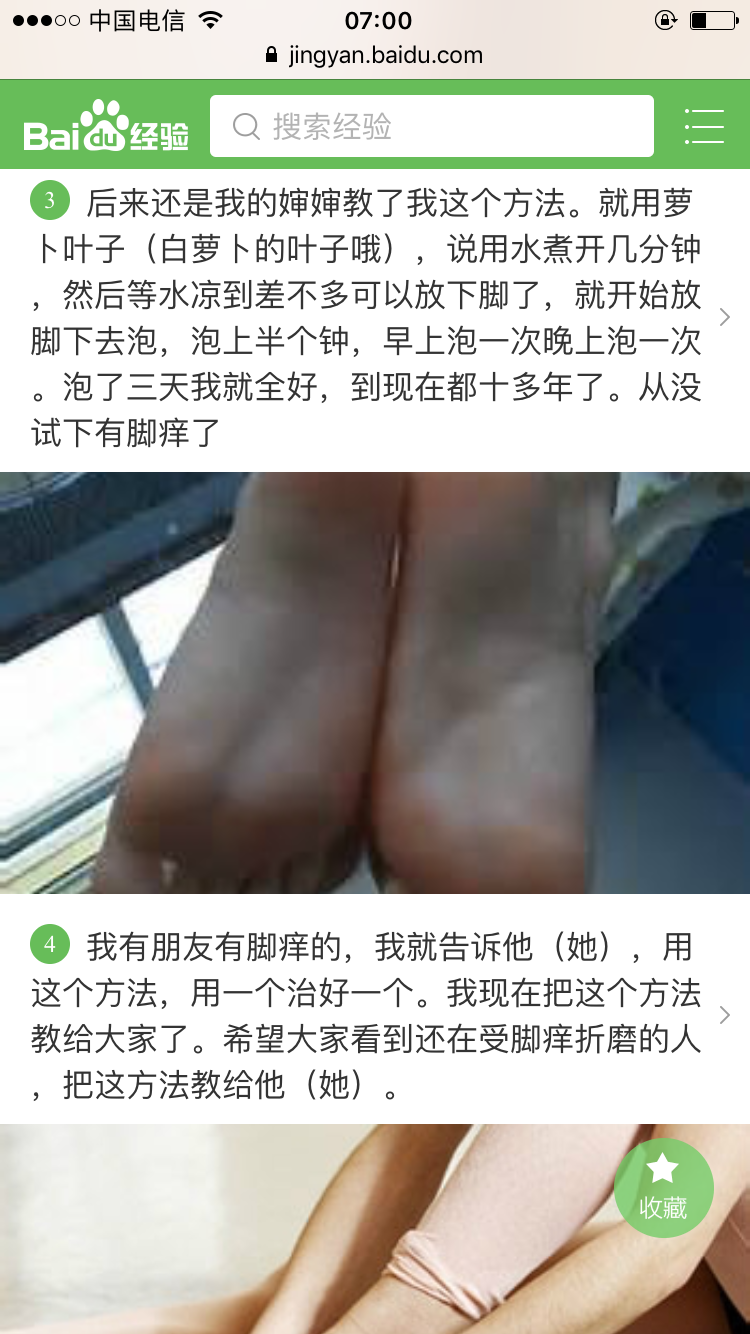 中国电信 07:00
jingyan.baidu.com
Bai du 经验 搜索经验
3 后来还是我的婶婶教了我这个方法。就用萝
卜叶子（白萝卜的叶子哦），说用水煮开几分钟
，然后等水凉到差不多可以放下脚了，就开始放
脚下去泡，泡上半个钟，早上泡一次晚上泡一次
。泡了三天我就全好，到现在都十多年了。从没
试下有脚痒了
4 我有朋友有脚痒的，我就告诉他（她），用
这个方法，用一个治好一个。我现在把这个方法
教给大家了。希望大家看到还在受脚痒折磨的人
，把这方法教给他（她）。
收藏